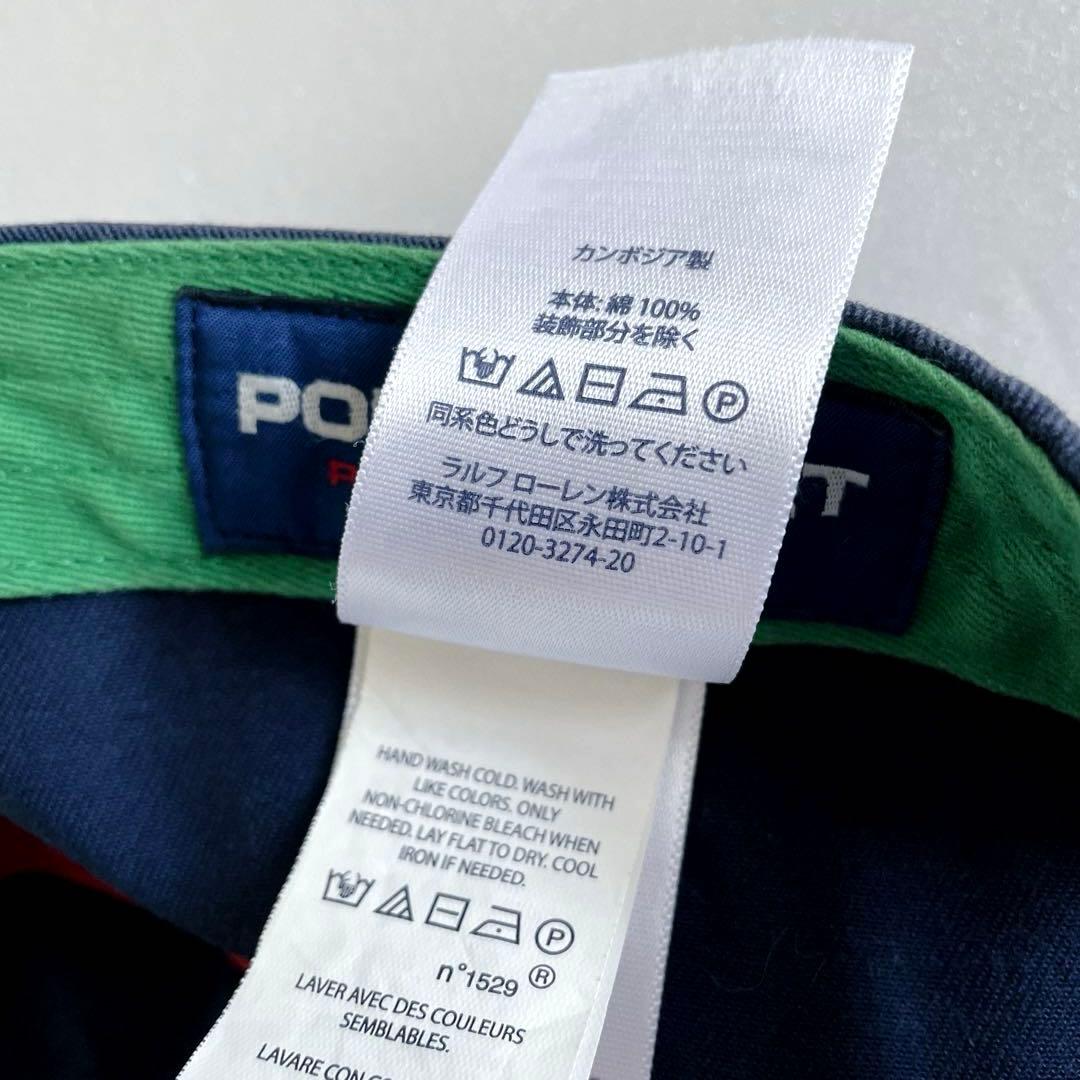 カンボジア製
本体: 綿 100%
装飾部分を除く
P
同系色どうしで洗ってください
ラルフ ローレン株式会社
東京都千代田区永田町2-10-1
0120-3274-20
HAND WASH COLD. WASH WITH
LIKE COLORS. ONLY
NON-CHLORINE BLEACH WHEN
NEEDED. LAY FLAT TO DRY. COOL
IRON IF NEEDED.
P
n°1529 ®
LAVER AVEC DES COULEURS
SEMBLABLES.
LAVARE CON